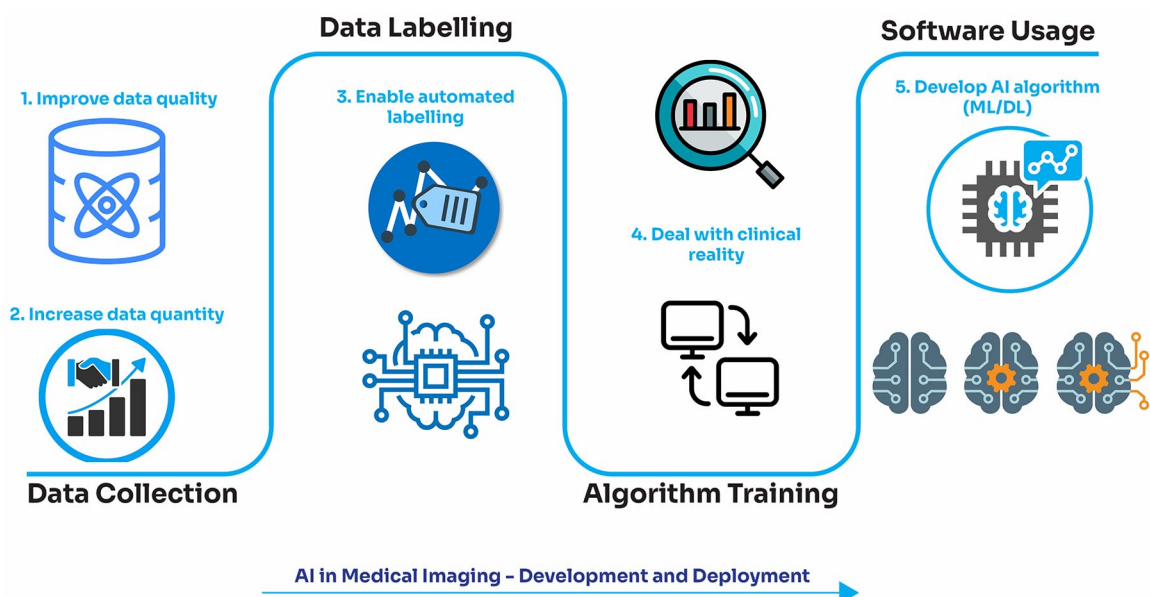 Data Labelling
Software Usage
1. Improve data quality
3. Enable automated
labelling
5. Develop AI algorithm
(ML/DL)
4. Deal with clinical
reality
2. Increase data quantity
Data Collection
Algorithm Training
AI in Medical Imaging – Development and Deployment